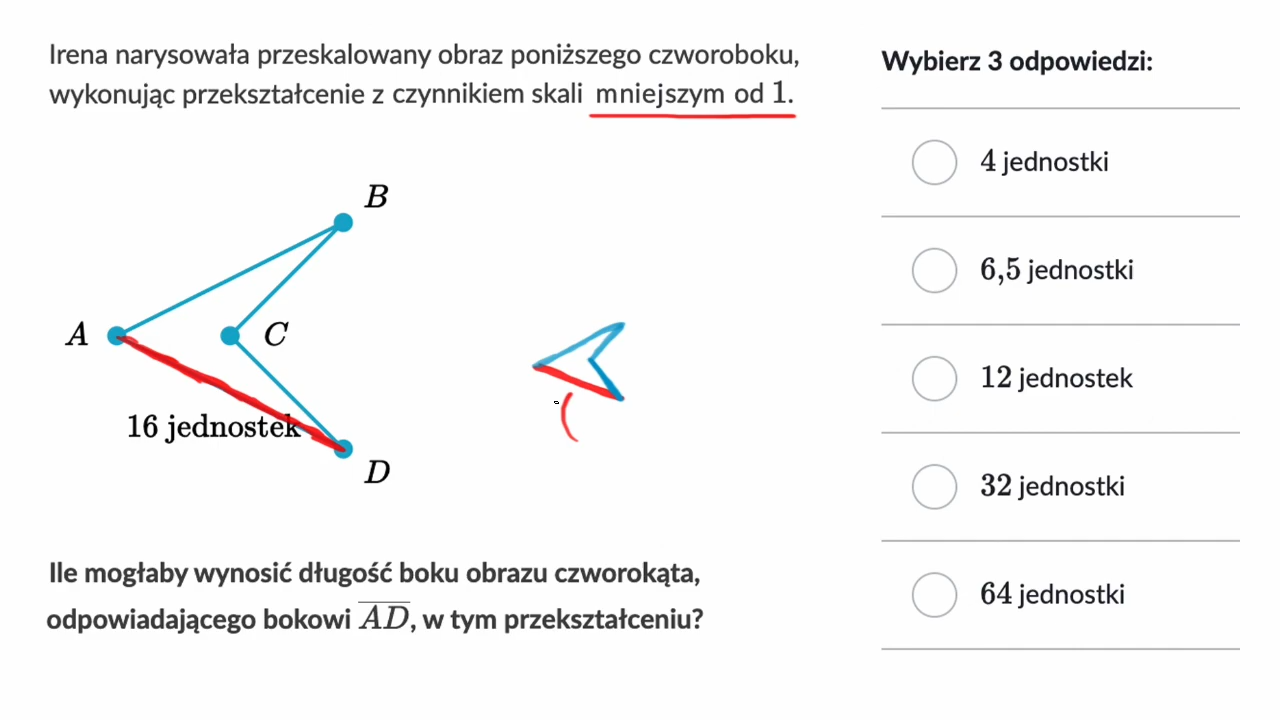 Irena narysowała przeskalowany obraz poniższego czworoboku,
wykonując przekształcenie z czynnikiem skali mniejszym od 1.
B
A
C
16 jednostek
D
Ile mogłaby wynosić długość boku obrazu czworokąta,
odpowiadającego bokowi AD, w tym przekształceniu?
Wybierz 3 odpowiedzi:
4 jednostki
6,5 jednostki
12 jednostek
32 jednostki
64 jednostki